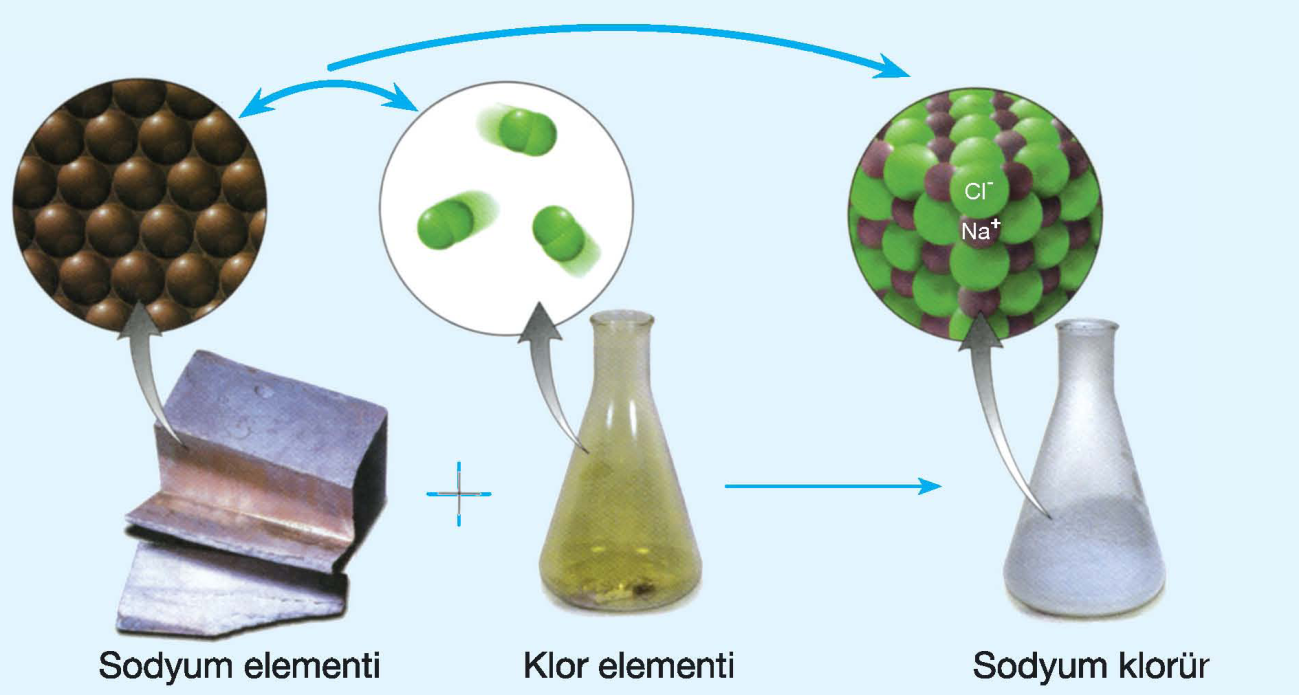 Cl⁻
Na⁺
Sodyum elementi
Klor elementi
Sodyum klorür